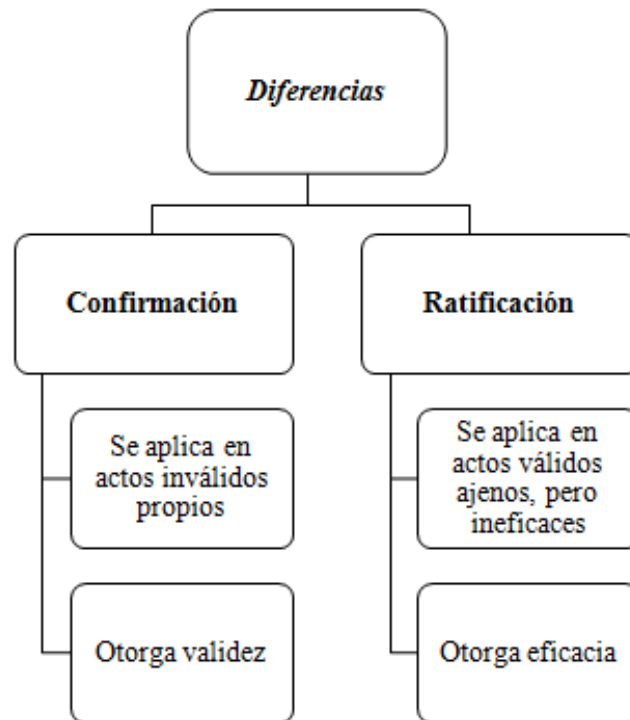 Diferencias
Confirmación
Se aplica en
actos inválidos
propios
Otorga validez
Ratificación
Se aplica en
actos válidos
ajenos, pero
ineficaces
Otorga eficacia